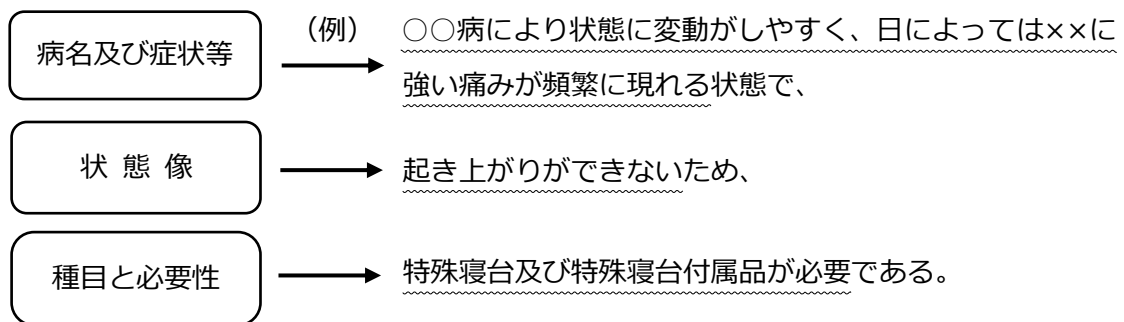 病名及び症状等
（例） ○○病により状態に変動がしやすく、日によっては××に
強い痛みが頻繁に現れる状態で、
状 態 像
起き上がりができないため、
種目と必要性
特殊寝台及び特殊寝台付属品が必要である。